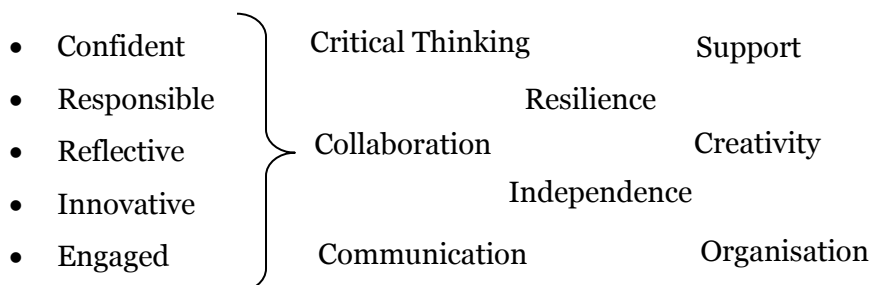 • Confident
• Responsible
• Reflective
• Innovative
• Engaged
Critical Thinking Support
Resilience
Collaboration Creativity
Independence
Communication Organisation